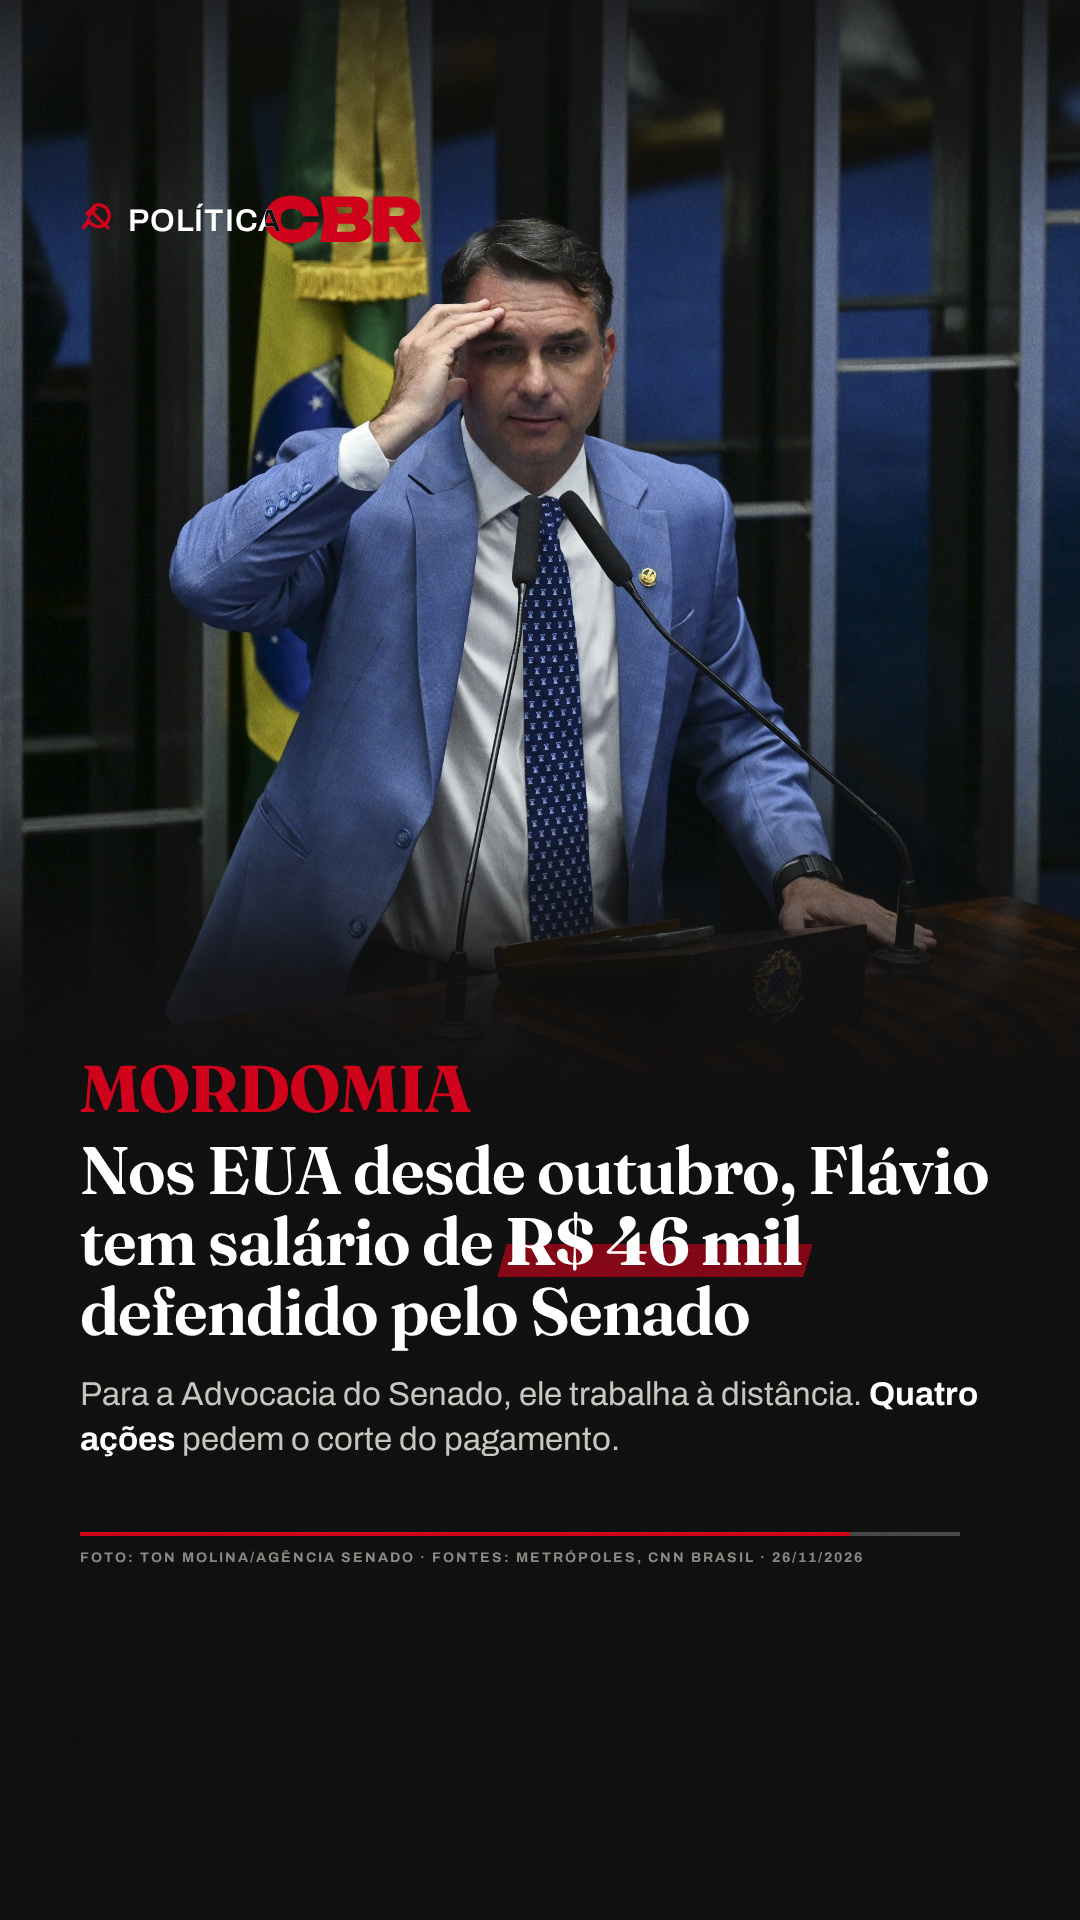 POLÍTICA CBR
MORDOMIA
Nos EUA desde outubro, Flávio
tem salário de R$ 46 mil
defendido pelo Senado
Para a Advocacia do Senado, ele trabalha à distância. Quatro
ações pedem o corte do pagamento.
FOTO: TON MOLINA/AGÊNCIA SENADO · FONTES: METRÓPOLES, CNN BRASIL · 26/11/2026